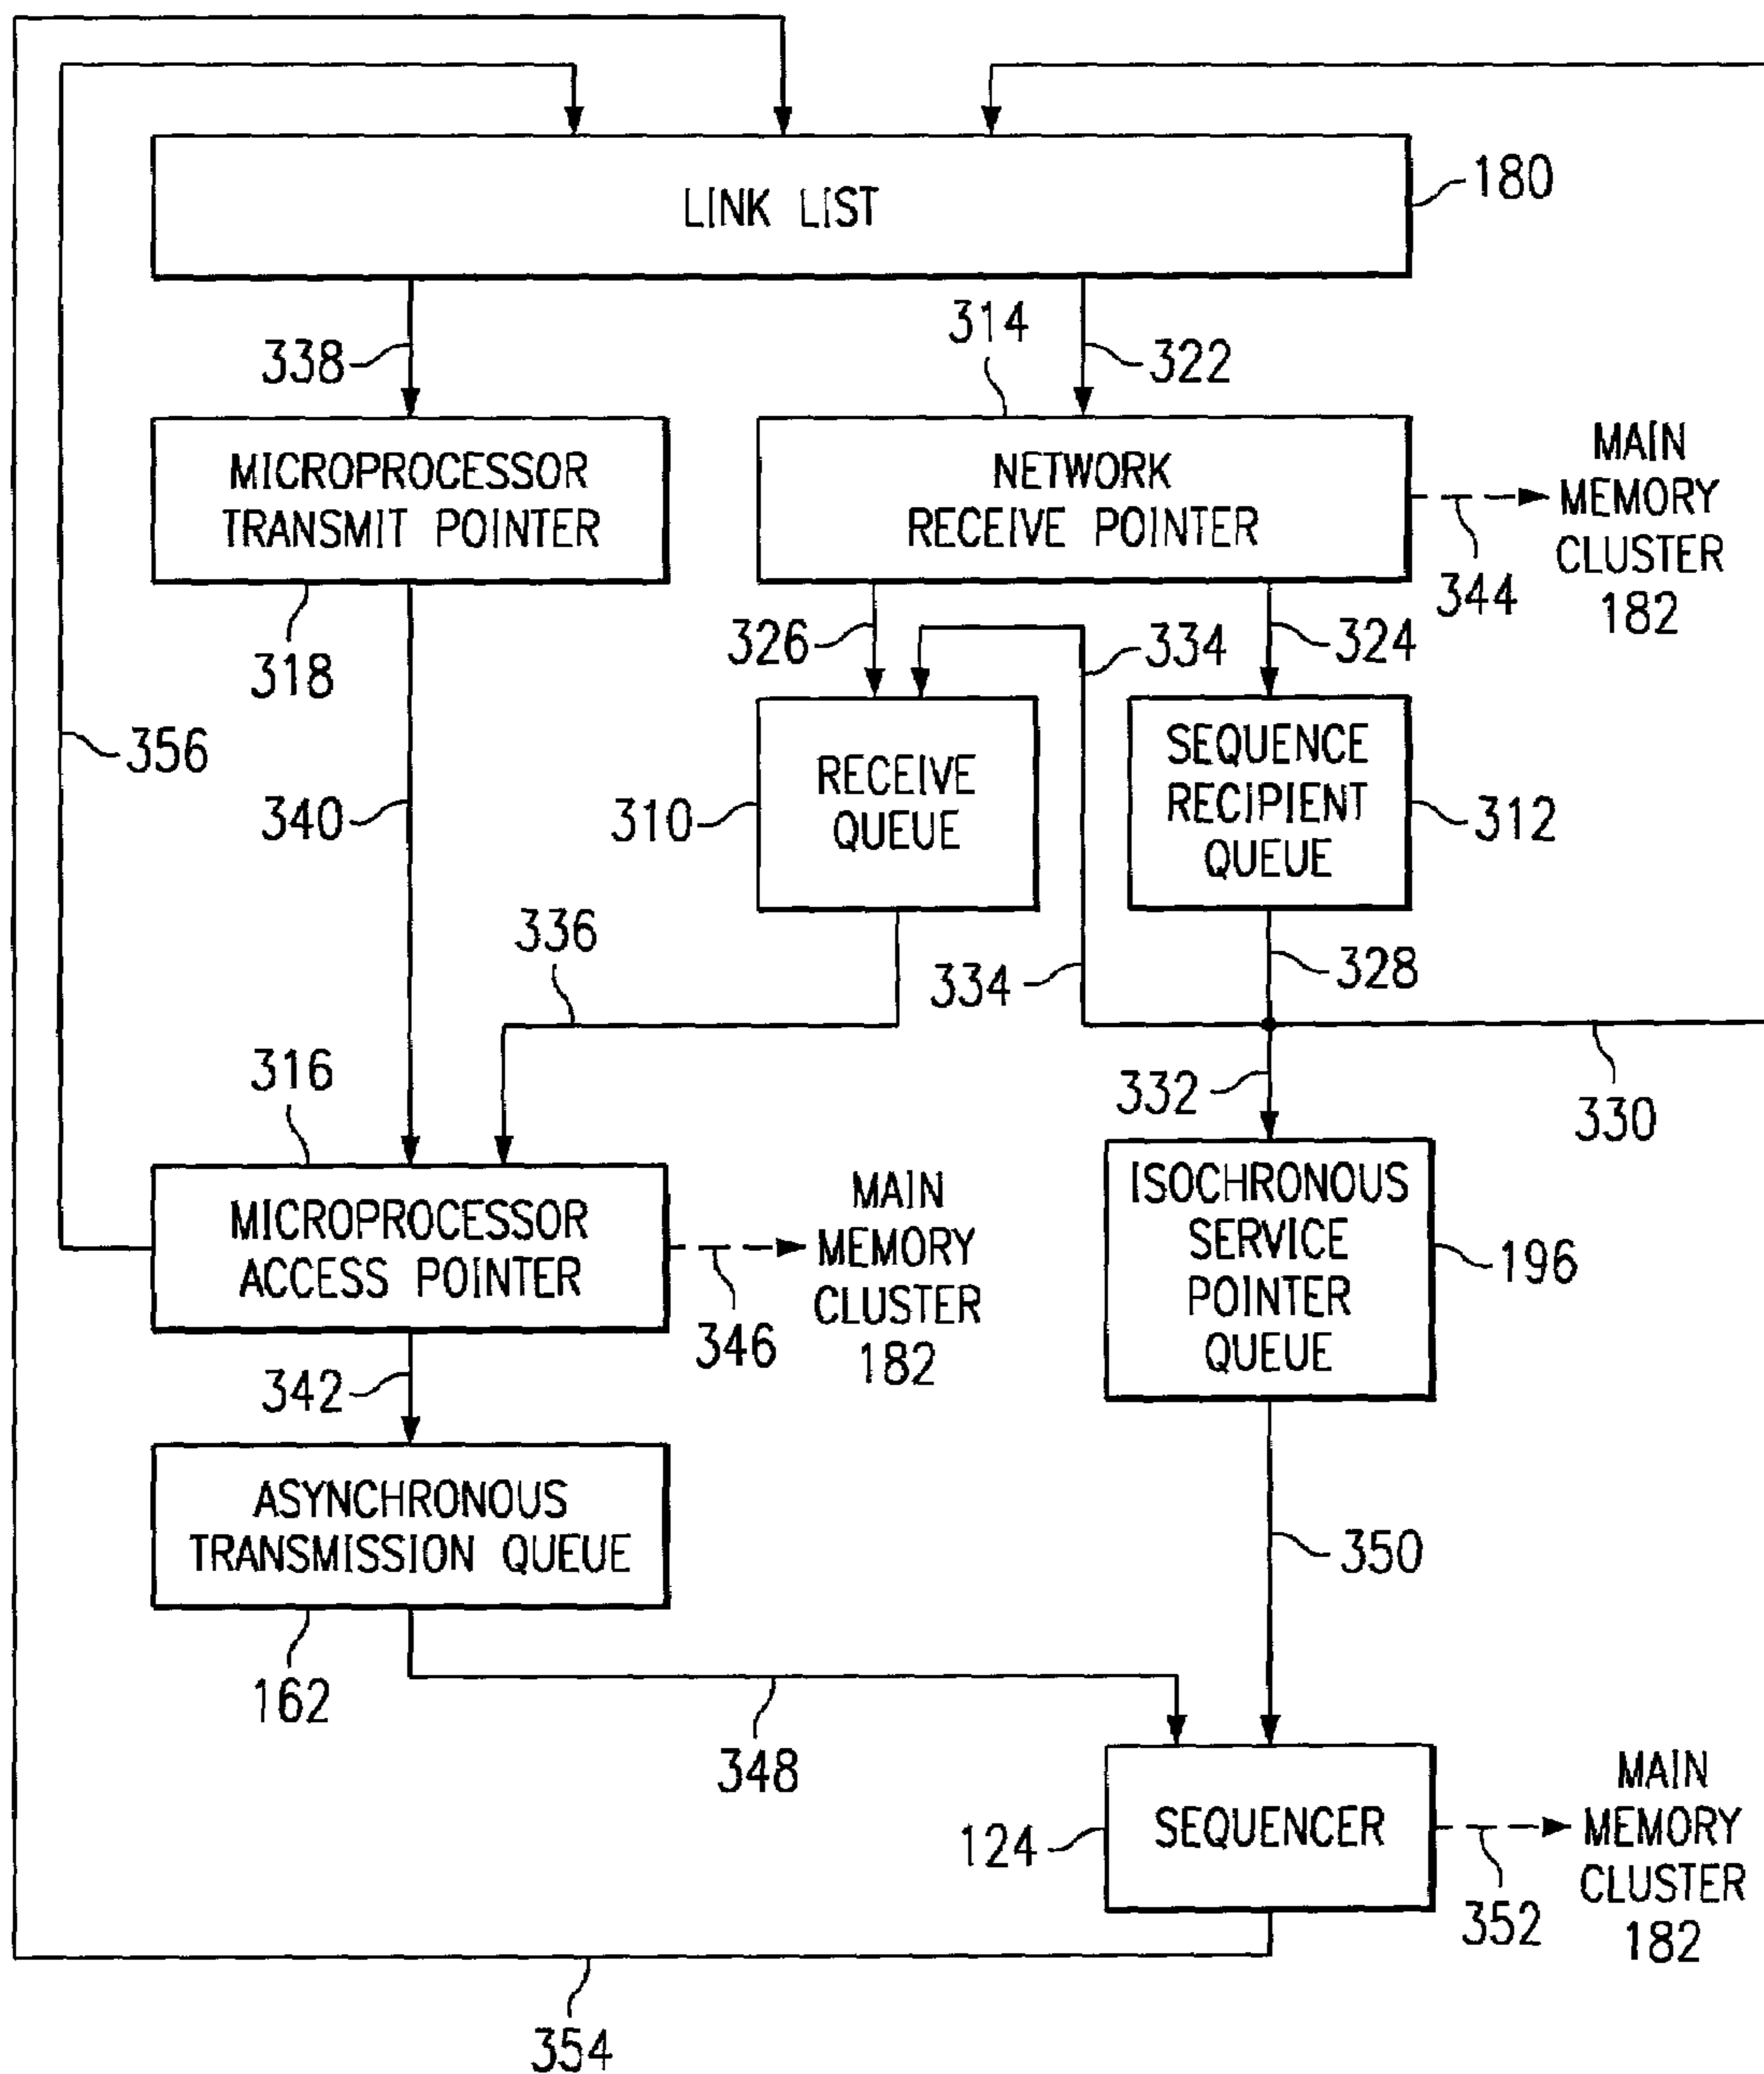 LINK LIST
180
338
314
322
MICROPROCESSOR
TRANSMIT POINTER
318
NETWORK
RECEIVE POINTER
MAIN
MEMORY
CLUSTER
182
344
326
334
324
356
340
310
RECEIVE
QUEUE
SEQUENCE
RECIPIENT
QUEUE
312
336
334
328
316
332
330
MICROPROCESSOR
ACCESS POINTER
MAIN
MEMORY
CLUSTER
182
346
ISOCHRONOUS
SERVICE
POINTER
QUEUE
196
342
ASYNCHRONOUS
TRANSMISSION QUEUE
162
350
348
124
SEQUENCER
MAIN
MEMORY
CLUSTER
182
352
354